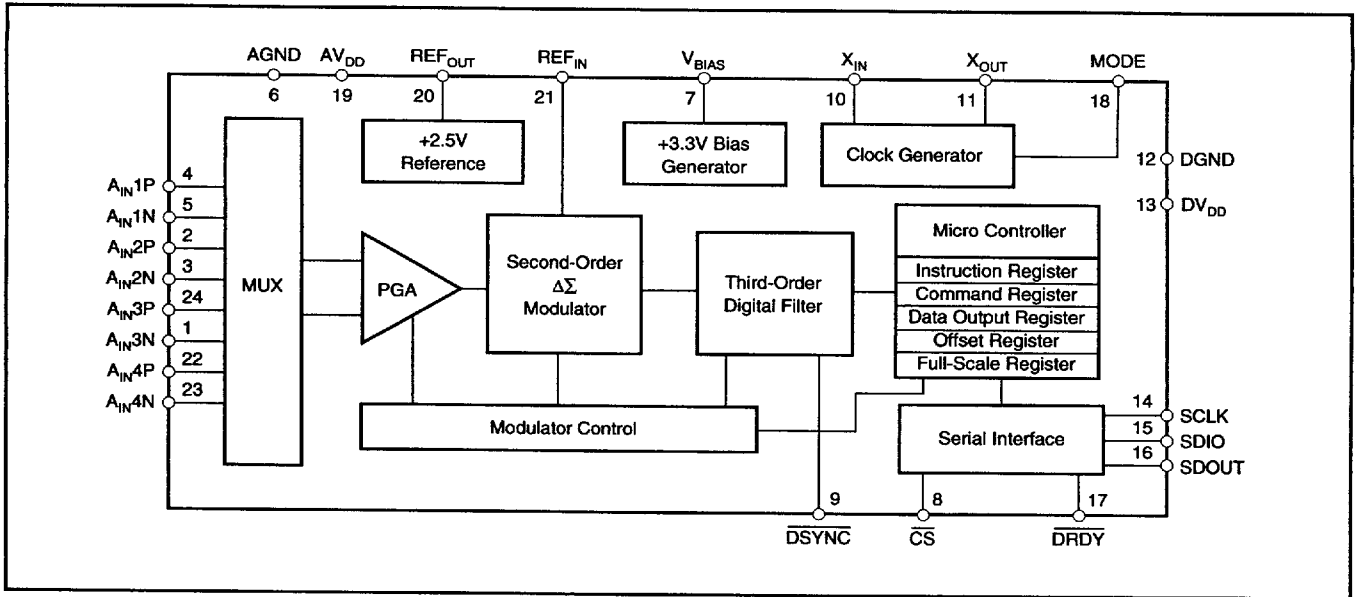 AGND AV_DD REF_OUT REF_IN V_BIAS X_IN X_OUT MODE
6 19 20 21 7 10 11 18
+2.5V
Reference
+3.3V Bias
Generator
Clock Generator
12 DGND
13 DV_DD
A_IN1P 4
A_IN1N 5
A_IN2P 2
A_IN2N 3
A_IN3P 24
A_IN3N 1
A_IN4P 22
A_IN4N 23
MUX
PGA
Second-Order
ΔΣ
Modulator
Third-Order
Digital Filter
Micro Controller
Instruction Register
Command Register
Data Output Register
Offset Register
Full-Scale Register
Modulator Control
Serial Interface
14 SCLK
15 SDIO
16 SDOUT
9 8 17
DSYNC CS DRDY